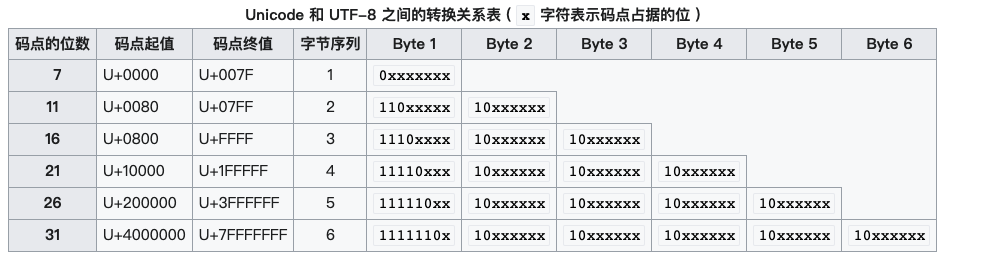 Unicode 和 UTF-8 之间的转换关系表 ( x 字符表示码点占据的位 )
码点的位数 码点起值 码点终值 字节序列 Byte 1 Byte 2 Byte 3 Byte 4 Byte 5 Byte 6
7 U+0000 U+007F 1 0xxxxxxx
11 U+0080 U+07FF 2 110xxxxx 10xxxxxx
16 U+0800 U+FFFF 3 1110xxxx 10xxxxxx 10xxxxxx
21 U+10000 U+1FFFFF 4 11110xxx 10xxxxxx 10xxxxxx 10xxxxxx
26 U+200000 U+3FFFFFF 5 111110xx 10xxxxxx 10xxxxxx 10xxxxxx 10xxxxxx
31 U+4000000 U+7FFFFFFF 6 1111110x 10xxxxxx 10xxxxxx 10xxxxxx 10xxxxxx 10xxxxxx